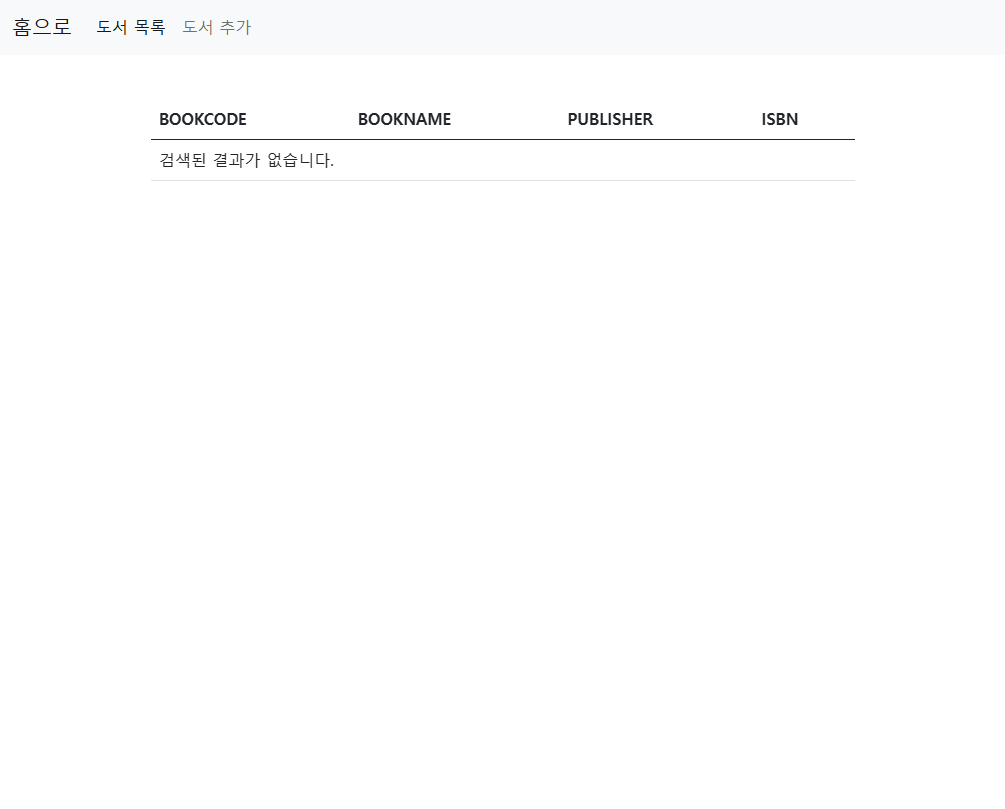 홈으로 도서 목록 도서 추가
BOOKCODE BOOKNAME PUBLISHER ISBN
검색된 결과가 없습니다.